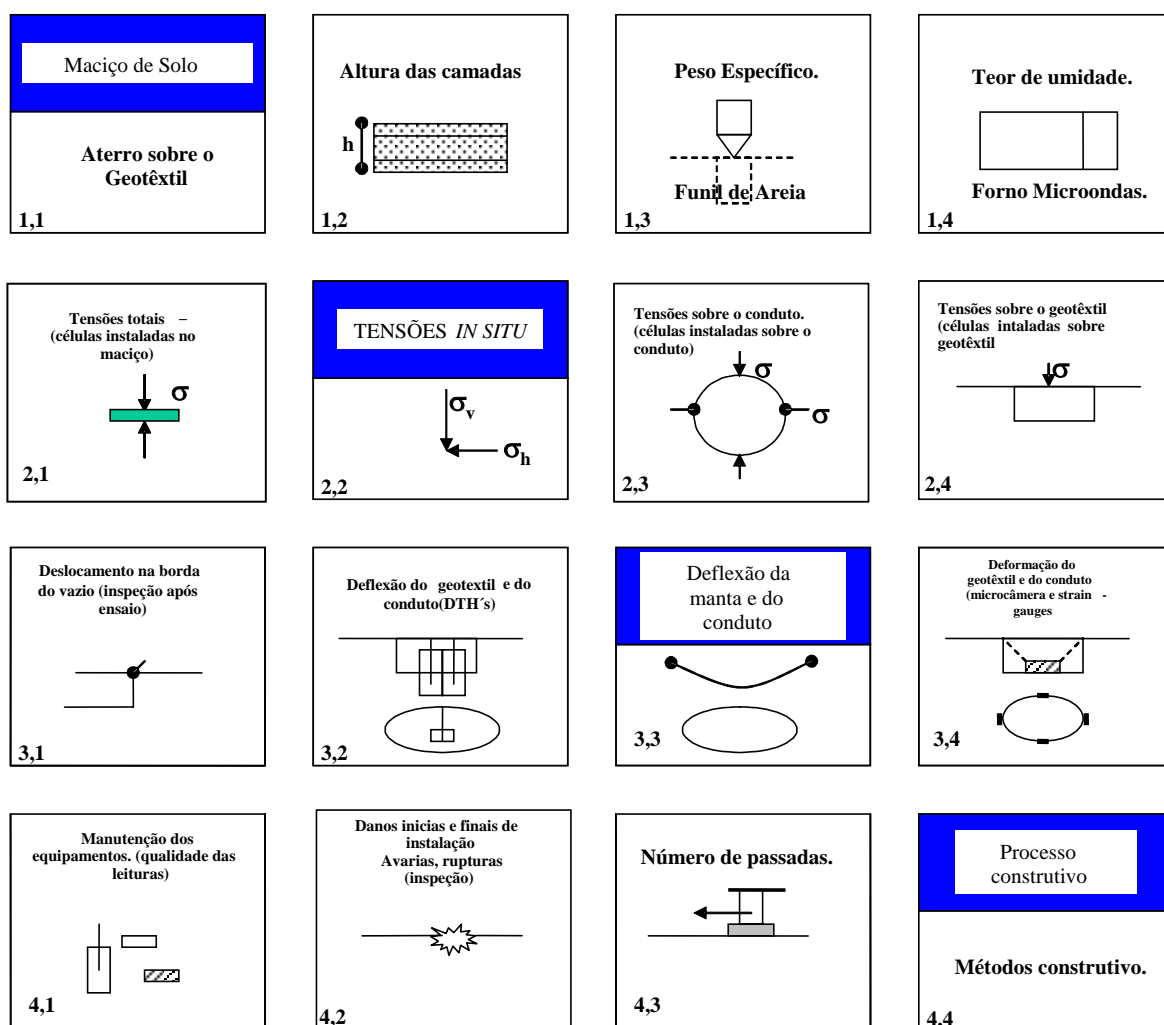 Maciço de Solo
Aterro sobre o
Geotêxtil
1,1
Altura das camadas
h
1,2
Peso Específico.
Funil de Areia
1,3
Teor de umidade.
Forno Microondas.
1,4
Tensões totais –
(células instaladas no
maciço)
σ
2,1
TENSÕES IN SITU
σv
σh
2,2
Tensões sobre o conduto.
(células instaladas sobre o
conduto)
σ
σ
2,3
Tensões sobre o geotêxtil
(células intaladas sobre
geotêxtil
σ
2,4
Deslocamento na borda
do vazio (inspeção após
ensaio)
3,1
Deflexão do geotextil e do
conduto(DTH´s)
3,2
Deflexão da
manta e do
conduto
3,3
Deformação do
geotêxtil e do conduto
(microcâmera e strain -
gauges
3,4
Manutenção dos
equipamentos. (qualidade das
leituras)
4,1
Danos inicias e finais de
instalação
Avarias, rupturas
(inspeção)
4,2
Número de passadas.
4,3
Processo
construtivo
Métodos construtivo.
4,4